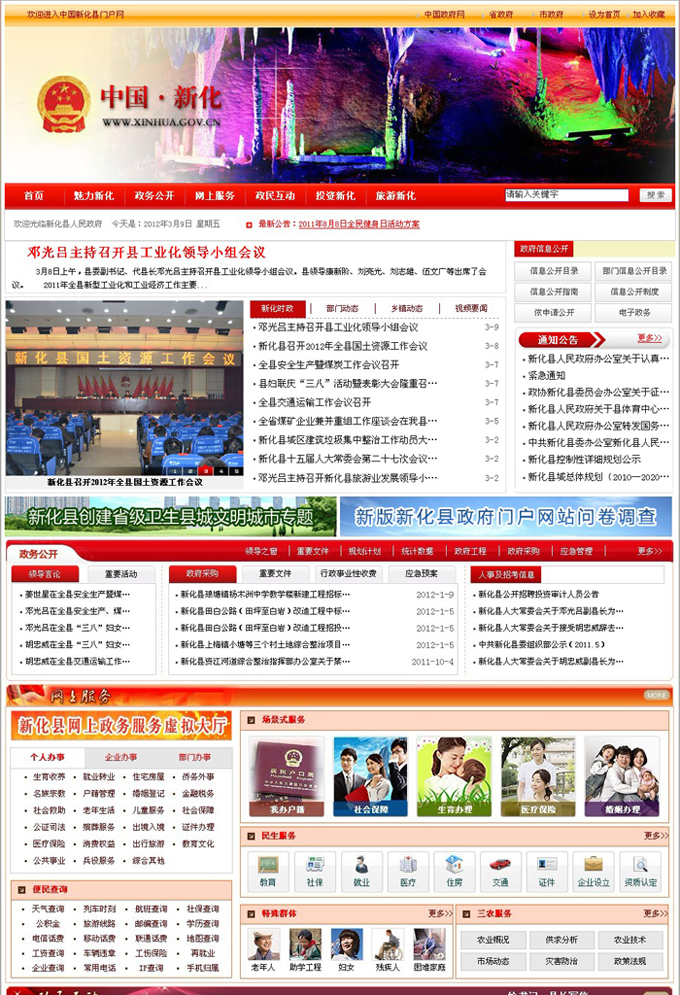 欢迎进入中国新化县门户网
中国政府网 省政府 市政府 设为首页 加入收藏
中国·新化
WWW.XINHUA.GOV.CN
首页 魅力新化 政务公开 网上服务 政民互动 投资新化 旅游新化
请输入关键字 搜索
欢迎光临新化县人民政府 今天是:2012年3月9日 星期五 最新公告:2011年8月8日全民健身日活动方案
邓光吕主持召开县工业化领导小组会议
3月8日上午,县委副书记、代县长邓光吕主持召开县工业化领导小组会议。县领导康新阶、刘亮光、刘志雄、伍文广等出席了会
议。 2011年全县新型工业化和工业经济工作主要...
新化县国土资源工作会议
1 2 3 4 5
新化县召开2012年全县国土资源工作会议
新化时政 部门动态 乡镇动态 视频要闻
邓光吕主持召开县工业化领导小组会议 3-9
新化县召开2012年全县国土资源工作会议 3-8
全县安全生产暨煤炭工作会议召开 3-7
县妇联庆“三八”活动暨表彰大会隆重召… 3-7
全县交通运输工作会议召开 3-7
全省煤矿企业兼并重组工作座谈会在我县… 3-5
新化县城区建筑垃圾集中整治工作动员大… 3-2
新化县十五届人大常委会第二十七次会议… 3-2
邓光吕主持召开新化县旅游业发展领导小… 3-2
政府信息公开
信息公开目录 部门信息公开目录
信息公开指南 信息公开制度
依申请公开 电子政务
通知公告 更多>>
新化县人民政府办公室关于认真…
紧急通知
政协新化县委员会办公室关于征…
新化县人民政府关于县体育中心…
新化县人民政府办公室转发国务…
中共新化县委办公室新化县人民…
新化县控制性详细规划公示
新化县城总体规划(2010—2020…
新化县创建省级卫生县城文明城市专题
新版新化县政府门户网站问卷调查
政务公开 领导之窗 重要文件 规划计划 统计数据 政府工程 政府采购 应急管理 更多>>
领导言论 重要活动
姜世星在全县安全生产暨煤…
邓光吕在全县安全生产、煤…
邓光吕在全县“三八”妇女…
胡忠威在全县“三八”妇女…
胡忠威在全县交通运输工作…
政府采购 重要文件 行政事业性收费 应急预案
新化县琅塘镇杨木洲中学教学楼新建工程招标… 2012-1-9
新化县田白公路(田坪至白岩)改造工程中标… 2012-1-5
新化县田白公路(田坪至白岩)改造工程招投… 2012-1-5
新化县上梅镇小塘等三个村土地综合整治项目… 2012-1-5
新化县资江河道综合整治指挥部办公室关于禁… 2011-10-4
人事及招考信息
新化县公开招聘投资审计人员公告
新化县人大常委会关于邓光吕副县长为…
新化县人大常委会关于接受胡忠威辞去…
中共新化县委组织部公示(2011.5)
新化县人大常委会关于胡忠威副县长为…
网上服务 MORE
新化县网上政务服务虚拟大厅
个人办事 企业办事 部门办事
生育收养 就业转业 住宅房屋 侨务外事
名族宗教 户籍管理 婚姻登记 金融税务
社会救助 老年生活 儿童服务 社会保障
公证司法 殡葬服务 出境入境 证件办理
医疗保险 消费权益 出行旅游 教育文化
公共事业 兵役服务 综合其他
便民查询
天气查询 列车时刻 航班查询 社保查询
公积金 旅游线路 邮编查询 学历查询
电信话费 移动话费 联通话费 地图查询
工资查询 车辆违章 工伤保险 再就业
企业查询 常用电话 IP查询 手机归属
场景式服务
居民户口簿
我办户籍 社会保障 生育办理 医疗保险 婚姻办理
民生服务 更多>>
教育 社保 就业 医疗 住房 交通 证件 企业设立 资质认定
特殊群体 更多>>
老年人 助学工程 妇女 残疾人 困难家庭
三农服务 更多>>
农业概况 供求分析 农业技术
市场动态 灾害防治 政策法规